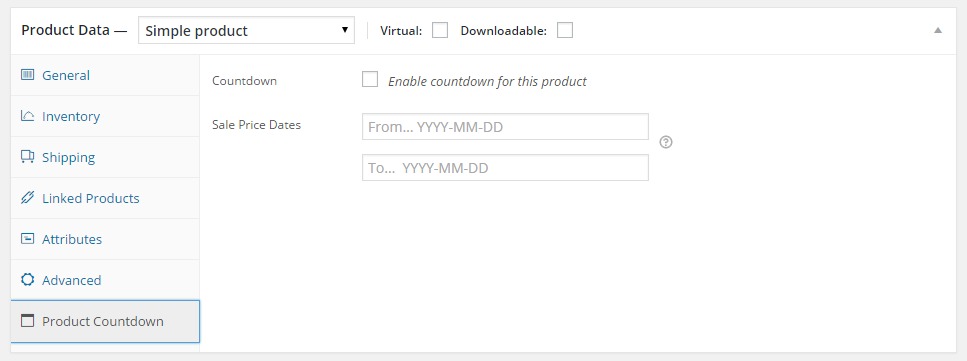 Product Data — Simple product Virtual: Downloadable:
General
Inventory
Shipping
Linked Products
Attributes
Advanced
Product Countdown
Countdown Enable countdown for this product
Sale Price Dates From... YYYY-MM-DD
?
To... YYYY-MM-DD